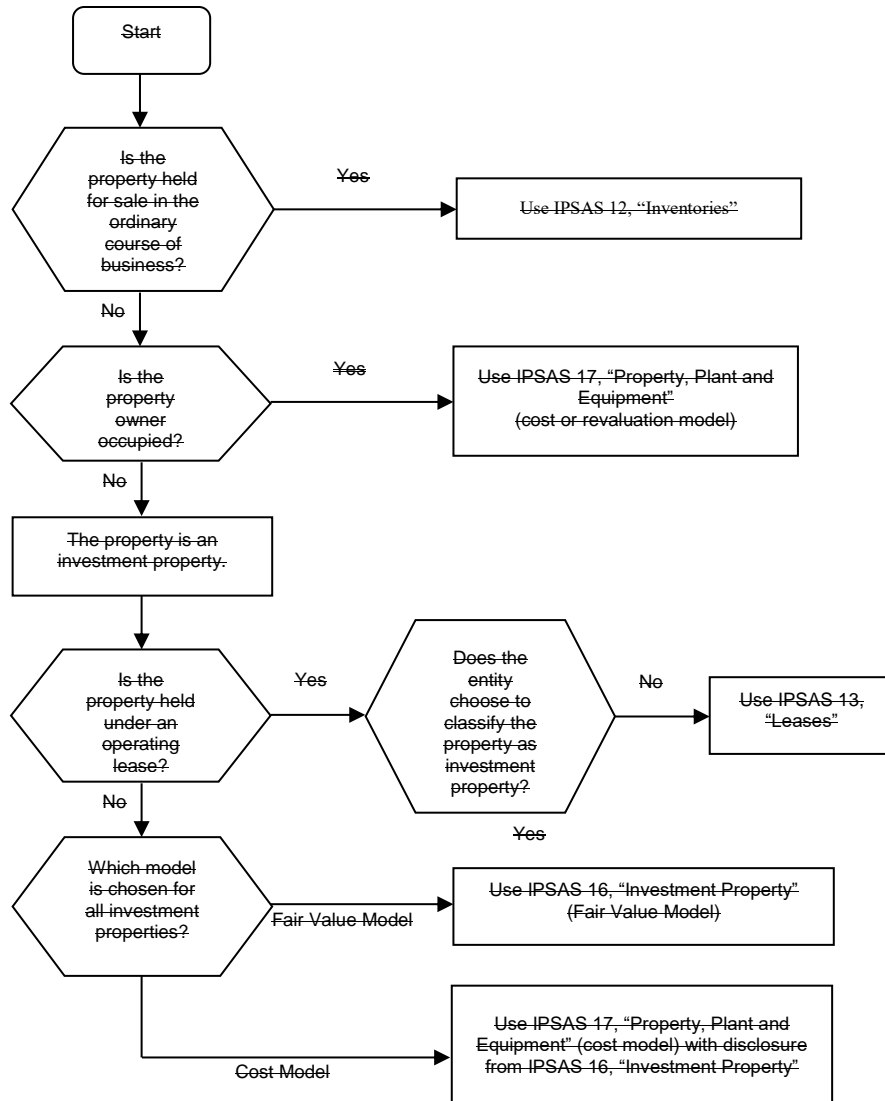 Start
Is the
property held
for sale in the
ordinary
course of
business?
Yes
Use IPSAS 12, “Inventories”
No
Is the
property
owner
occupied?
Yes
Use IPSAS 17, “Property, Plant and
Equipment”
(cost or revaluation model)
No
The property is an
investment property.
Is the
property held
under an
operating
lease?
Yes
Does the
entity
choose to
classify the
property as
investment
property?
No
Use IPSAS 13,
“Leases”
No
Yes
Which model
is chosen for
all investment
properties?
Fair Value Model
Use IPSAS 16, “Investment Property”
(Fair Value Model)
Cost Model
Use IPSAS 17, “Property, Plant and
Equipment” (cost model) with disclosure
from IPSAS 16, “Investment Property”